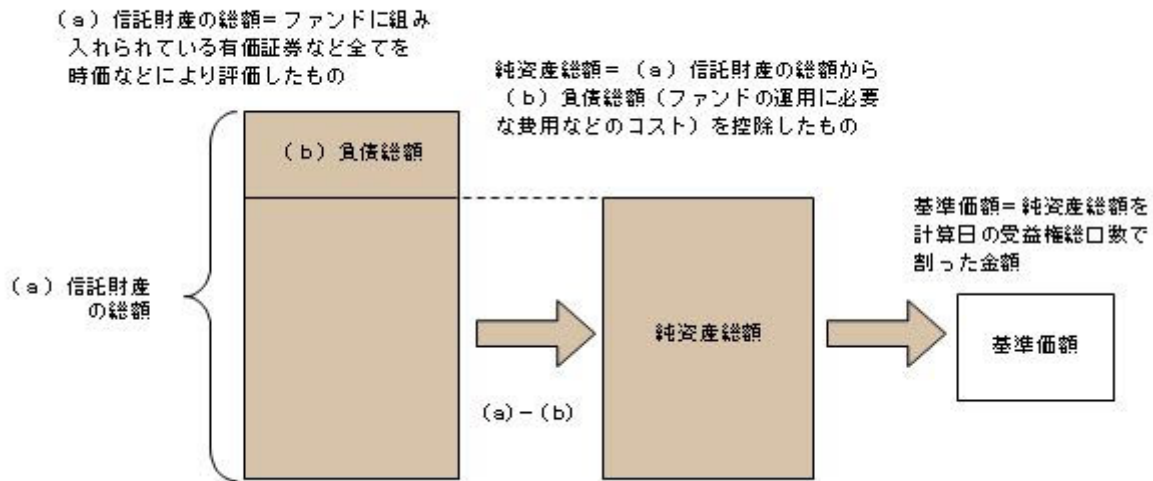 (a)信託財産の総額=ファンドに組み
入れられている有価証券など全てを
時価などにより評価したもの
純資産総額=(a)信託財産の総額から
(b)負債総額(ファンドの運用に必要
な費用などのコスト)を控除したもの
(b)負債総額
基準価額=純資産総額を
計算日の受益権総口数で
割った金額
(a)信託財産
の総額
純資産総額
基準価額
(a)-(b)